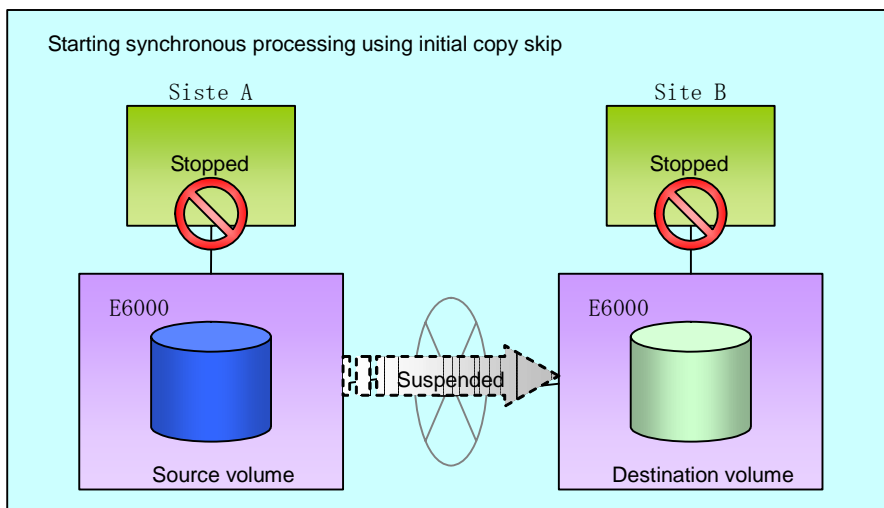 Starting synchronous processing using initial copy skip
Siste A
Site B
Stopped
Stopped
E6000
E6000
Suspended
Source volume
Destination volume